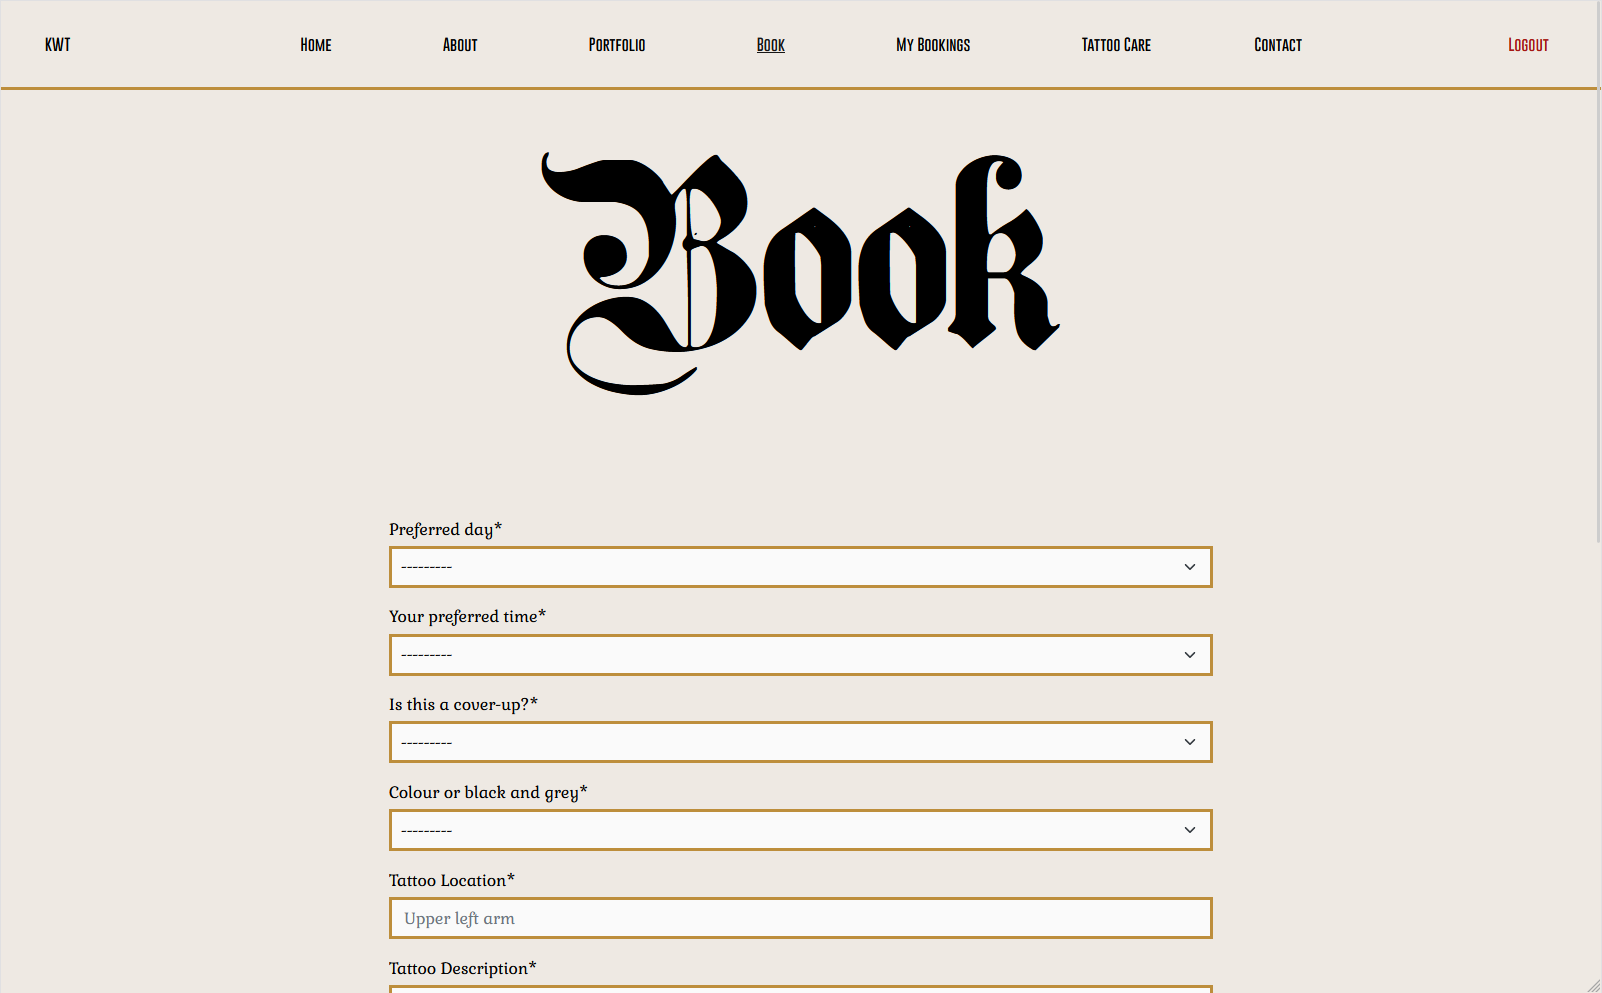 KWT Home About Portfolio Book My Bookings Tattoo Care Contact Logout
Book
Preferred day*
---------
Your preferred time*
---------
Is this a cover-up?*
---------
Colour or black and grey*
---------
Tattoo Location*
Upper left arm
Tattoo Description*